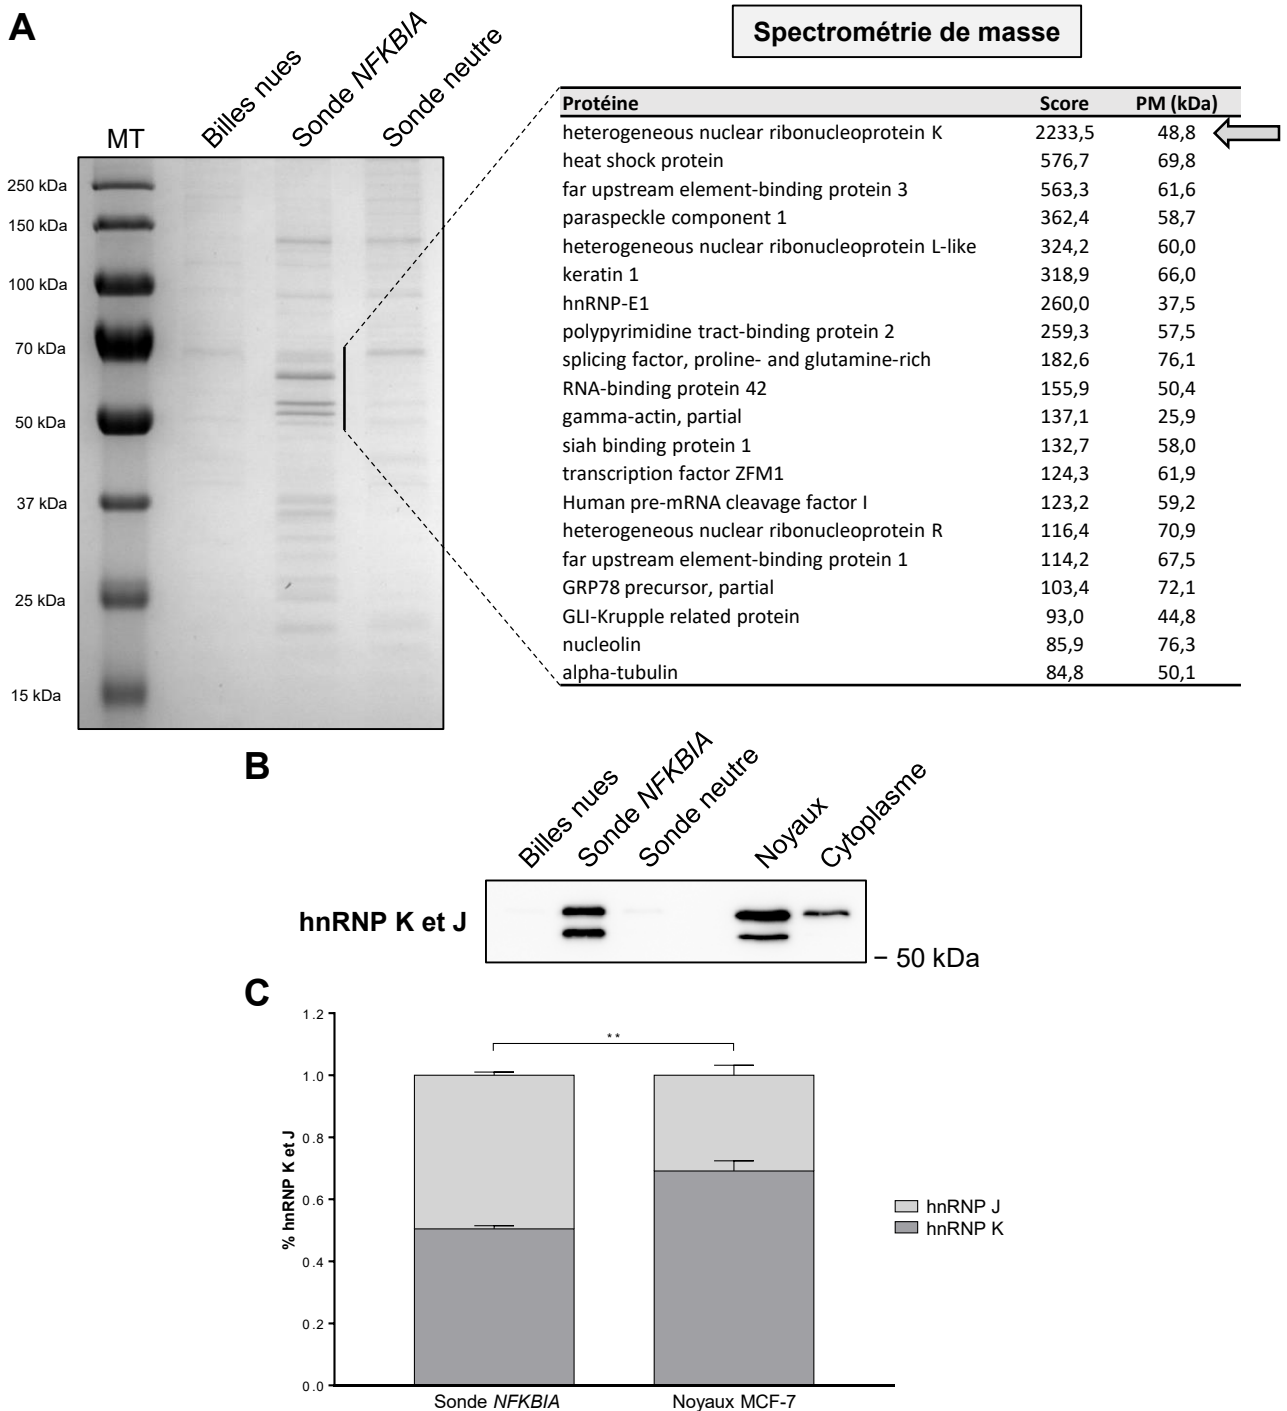 A
Spectrométrie de masse
MT
Billes nues
Sonde NFKBIA
Sonde neutre
250 kDa
150 kDa
100 kDa
70 kDa
50 kDa
37 kDa
25 kDa
15 kDa
Protéine Score PM (kDa)
heterogeneous nuclear ribonucleoprotein K 2233,5 48,8
heat shock protein 576,7 69,8
far upstream element-binding protein 3 563,3 61,6
paraspeckle component 1 362,4 58,7
heterogeneous nuclear ribonucleoprotein L-like 324,2 60,0
keratin 1 318,9 66,0
hnRNP-E1 260,0 37,5
polypyrimidine tract-binding protein 2 259,3 57,5
splicing factor, proline- and glutamine-rich 182,6 76,1
RNA-binding protein 42 155,9 50,4
gamma-actin, partial 137,1 25,9
siah binding protein 1 132,7 58,0
transcription factor ZFM1 124,3 61,9
Human pre-mRNA cleavage factor I 123,2 59,2
heterogeneous nuclear ribonucleoprotein R 116,4 70,9
far upstream element-binding protein 1 114,2 67,5
GRP78 precursor, partial 103,4 72,1
GLI-Krupple related protein 93,0 44,8
nucleolin 85,9 76,3
alpha-tubulin 84,8 50,1
B
Billes nues
Sonde NFKBIA
Sonde neutre
Noyaux
Cytoplasme
hnRNP K et J
– 50 kDa
C
% hnRNP K et J
1.2
1.0
0.8
0.6
0.4
0.2
0.0
**
hnRNP J
hnRNP K
Sonde NFKBIA
Noyaux MCF-7